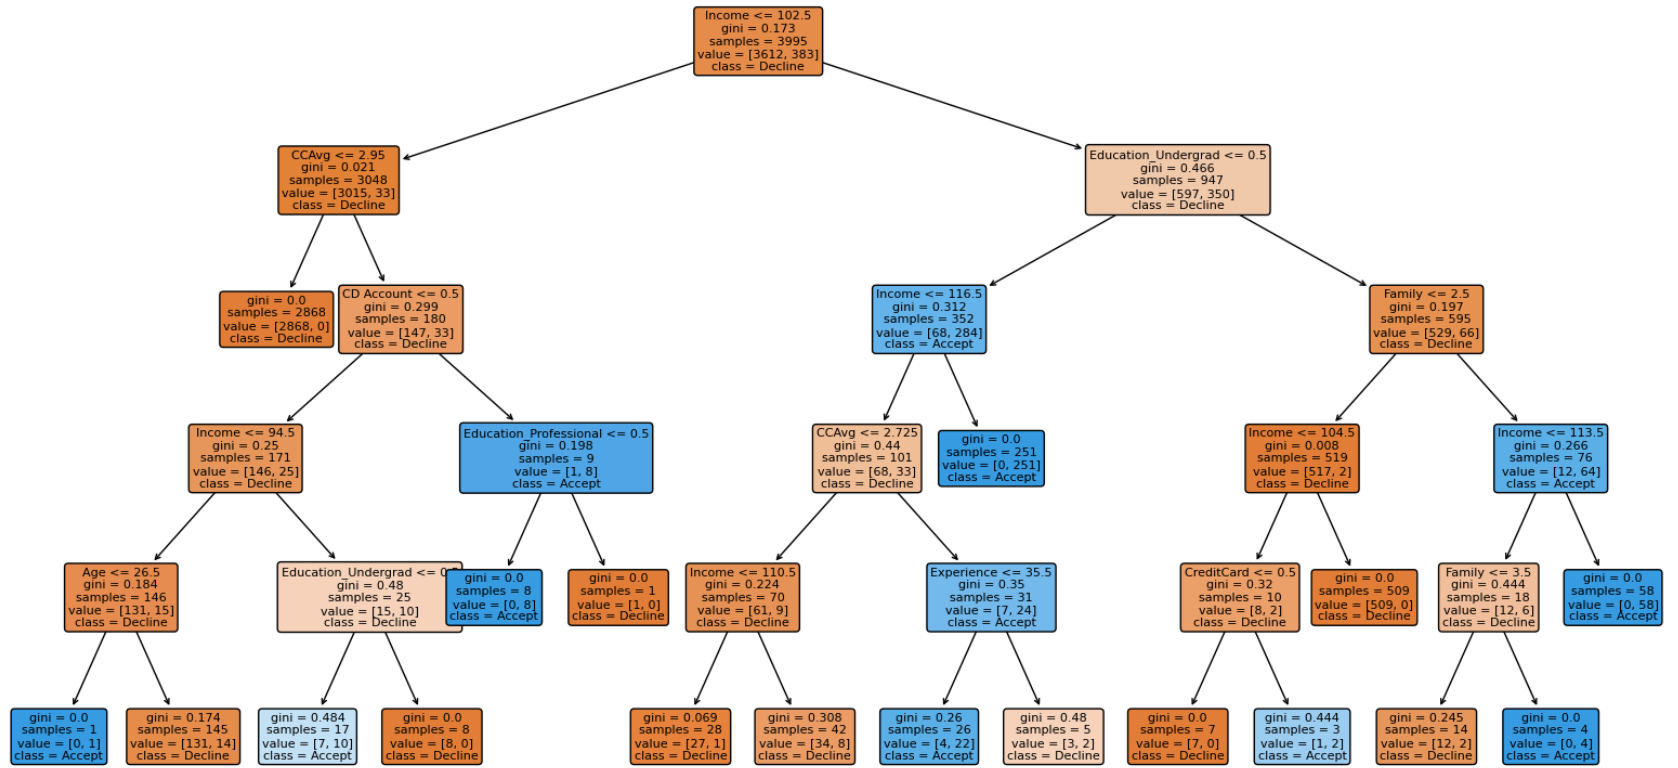 Income <= 102.5
gini = 0.173
samples = 3995
value = [3612, 383]
class = Decline
CCAvg <= 2.95
gini = 0.021
samples = 3048
value = [3015, 33]
class = Decline
Education_Undergrad <= 0.5
gini = 0.466
samples = 947
value = [597, 350]
class = Decline
gini = 0.0
samples = 2868
value = [2868, 0]
class = Decline
CD Account <= 0.5
gini = 0.299
samples = 180
value = [147, 33]
class = Decline
Income <= 116.5
gini = 0.312
samples = 352
value = [68, 284]
class = Accept
Family <= 2.5
gini = 0.197
samples = 595
value = [529, 66]
class = Decline
Income <= 94.5
gini = 0.25
samples = 171
value = [146, 25]
class = Decline
Education_Professional <= 0.5
gini = 0.198
samples = 9
value = [1, 8]
class = Accept
CCAvg <= 2.725
gini = 0.44
samples = 101
value = [68, 33]
class = Decline
gini = 0.0
samples = 251
value = [0, 251]
class = Accept
Income <= 104.5
gini = 0.008
samples = 519
value = [517, 2]
class = Decline
Income <= 113.5
gini = 0.266
samples = 76
value = [12, 64]
class = Accept
Age <= 26.5
gini = 0.184
samples = 146
value = [131, 15]
class = Decline
Education_Undergrad <= 0.5
gini = 0.48
samples = 25
value = [15, 10]
class = Decline
gini = 0.0
samples = 8
value = [0, 8]
class = Accept
gini = 0.0
samples = 1
value = [1, 0]
class = Decline
Income <= 110.5
gini = 0.224
samples = 70
value = [61, 9]
class = Decline
Experience <= 35.5
gini = 0.35
samples = 31
value = [7, 24]
class = Accept
CreditCard <= 0.5
gini = 0.32
samples = 10
value = [8, 2]
class = Decline
gini = 0.0
samples = 509
value = [509, 0]
class = Decline
Family <= 3.5
gini = 0.444
samples = 18
value = [12, 6]
class = Decline
gini = 0.0
samples = 58
value = [0, 58]
class = Accept
gini = 0.0
samples = 1
value = [0, 1]
class = Accept
gini = 0.174
samples = 145
value = [131, 14]
class = Decline
gini = 0.484
samples = 17
value = [7, 10]
class = Accept
gini = 0.0
samples = 8
value = [8, 0]
class = Decline
gini = 0.069
samples = 28
value = [27, 1]
class = Decline
gini = 0.308
samples = 42
value = [34, 8]
class = Decline
gini = 0.26
samples = 26
value = [4, 22]
class = Accept
gini = 0.48
samples = 5
value = [3, 2]
class = Decline
gini = 0.0
samples = 7
value = [7, 0]
class = Decline
gini = 0.444
samples = 3
value = [1, 2]
class = Accept
gini = 0.245
samples = 14
value = [12, 2]
class = Decline
gini = 0.0
samples = 4
value = [0, 4]
class = Accept